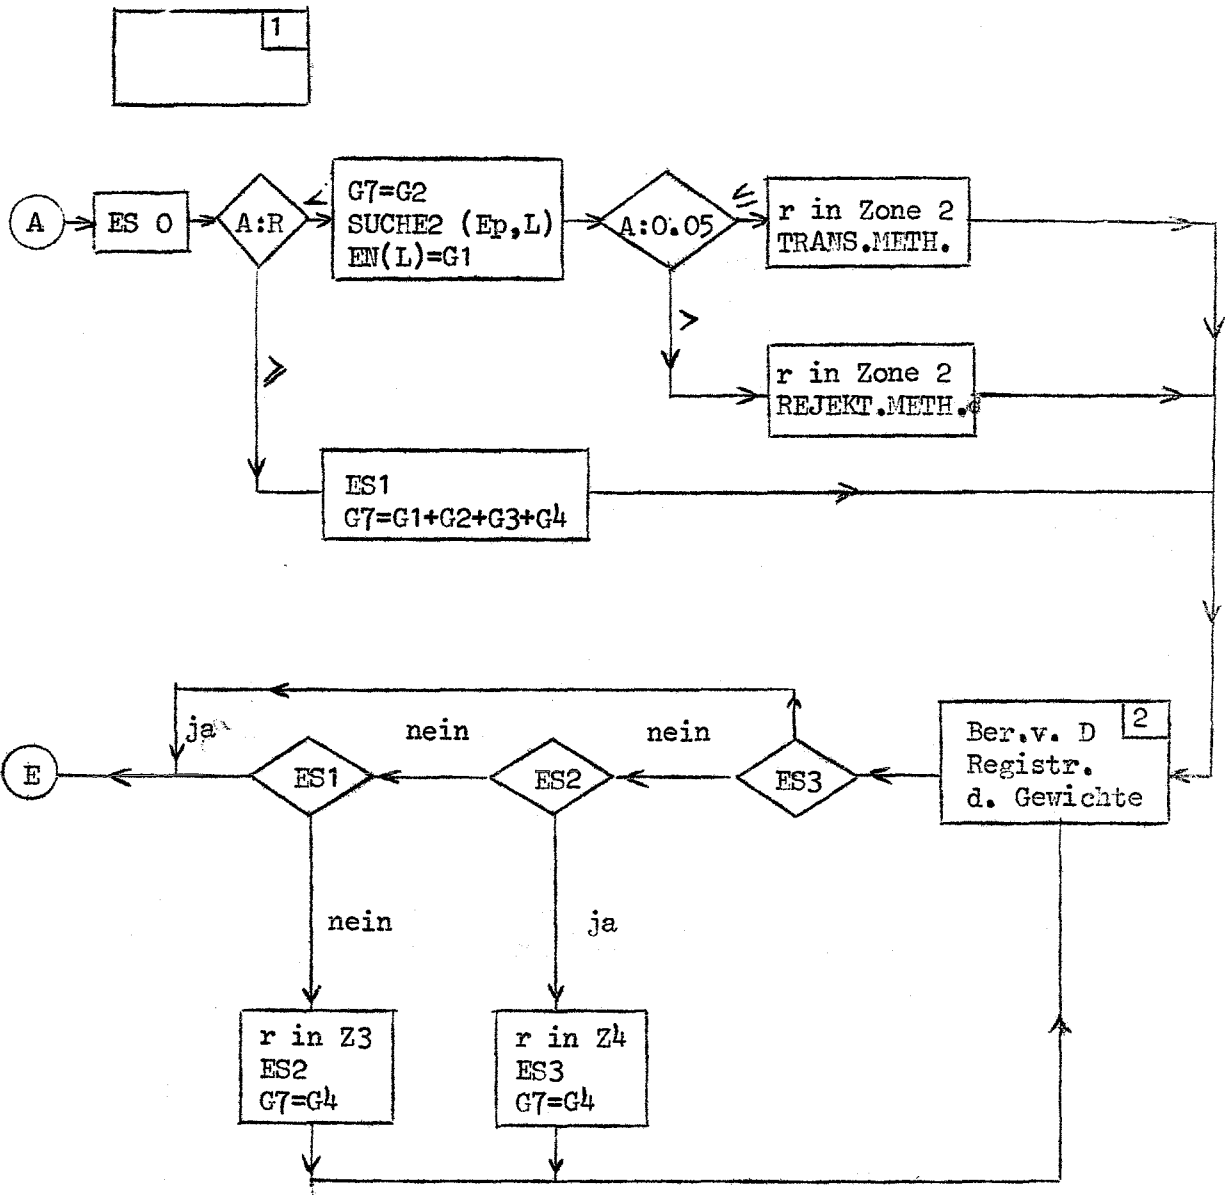 1
A
ES 0
A:R
<
G7=G2
SUCHE2 (Ep,L)
EN(L)=G1
A:0.05
≤
r in Zone 2
TRANS.METH.
>
r in Zone 2
REJEKT.METH.
≥
ES1
G7=G1+G2+G3+G4
2
Ber.v. D
Registr.
d. Gewichte
ES3
nein
ES2
nein
ES1
ja
E
nein
ja
r in Z3
ES2
G7=G4
r in Z4
ES3
G7=G4